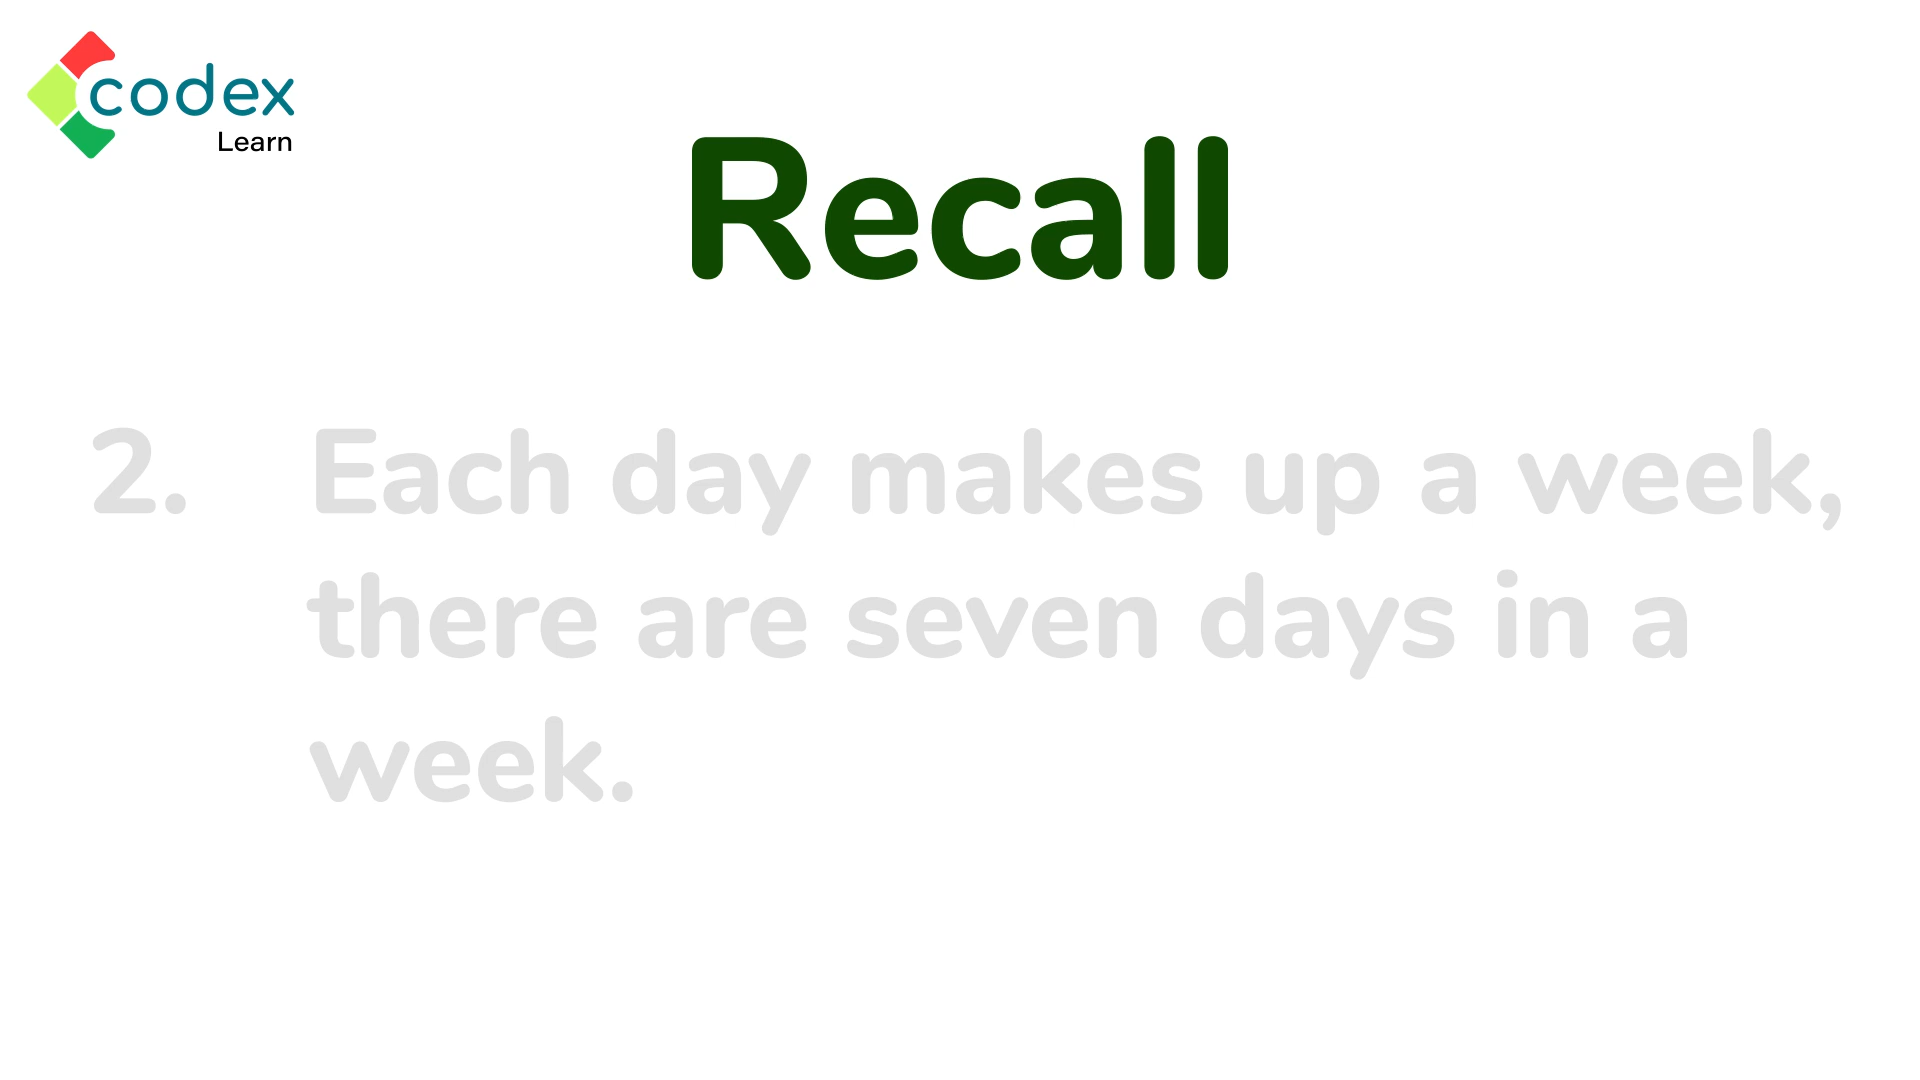 codex
Learn
Recall
2. Each day makes up a week,
there are seven days in a
week.